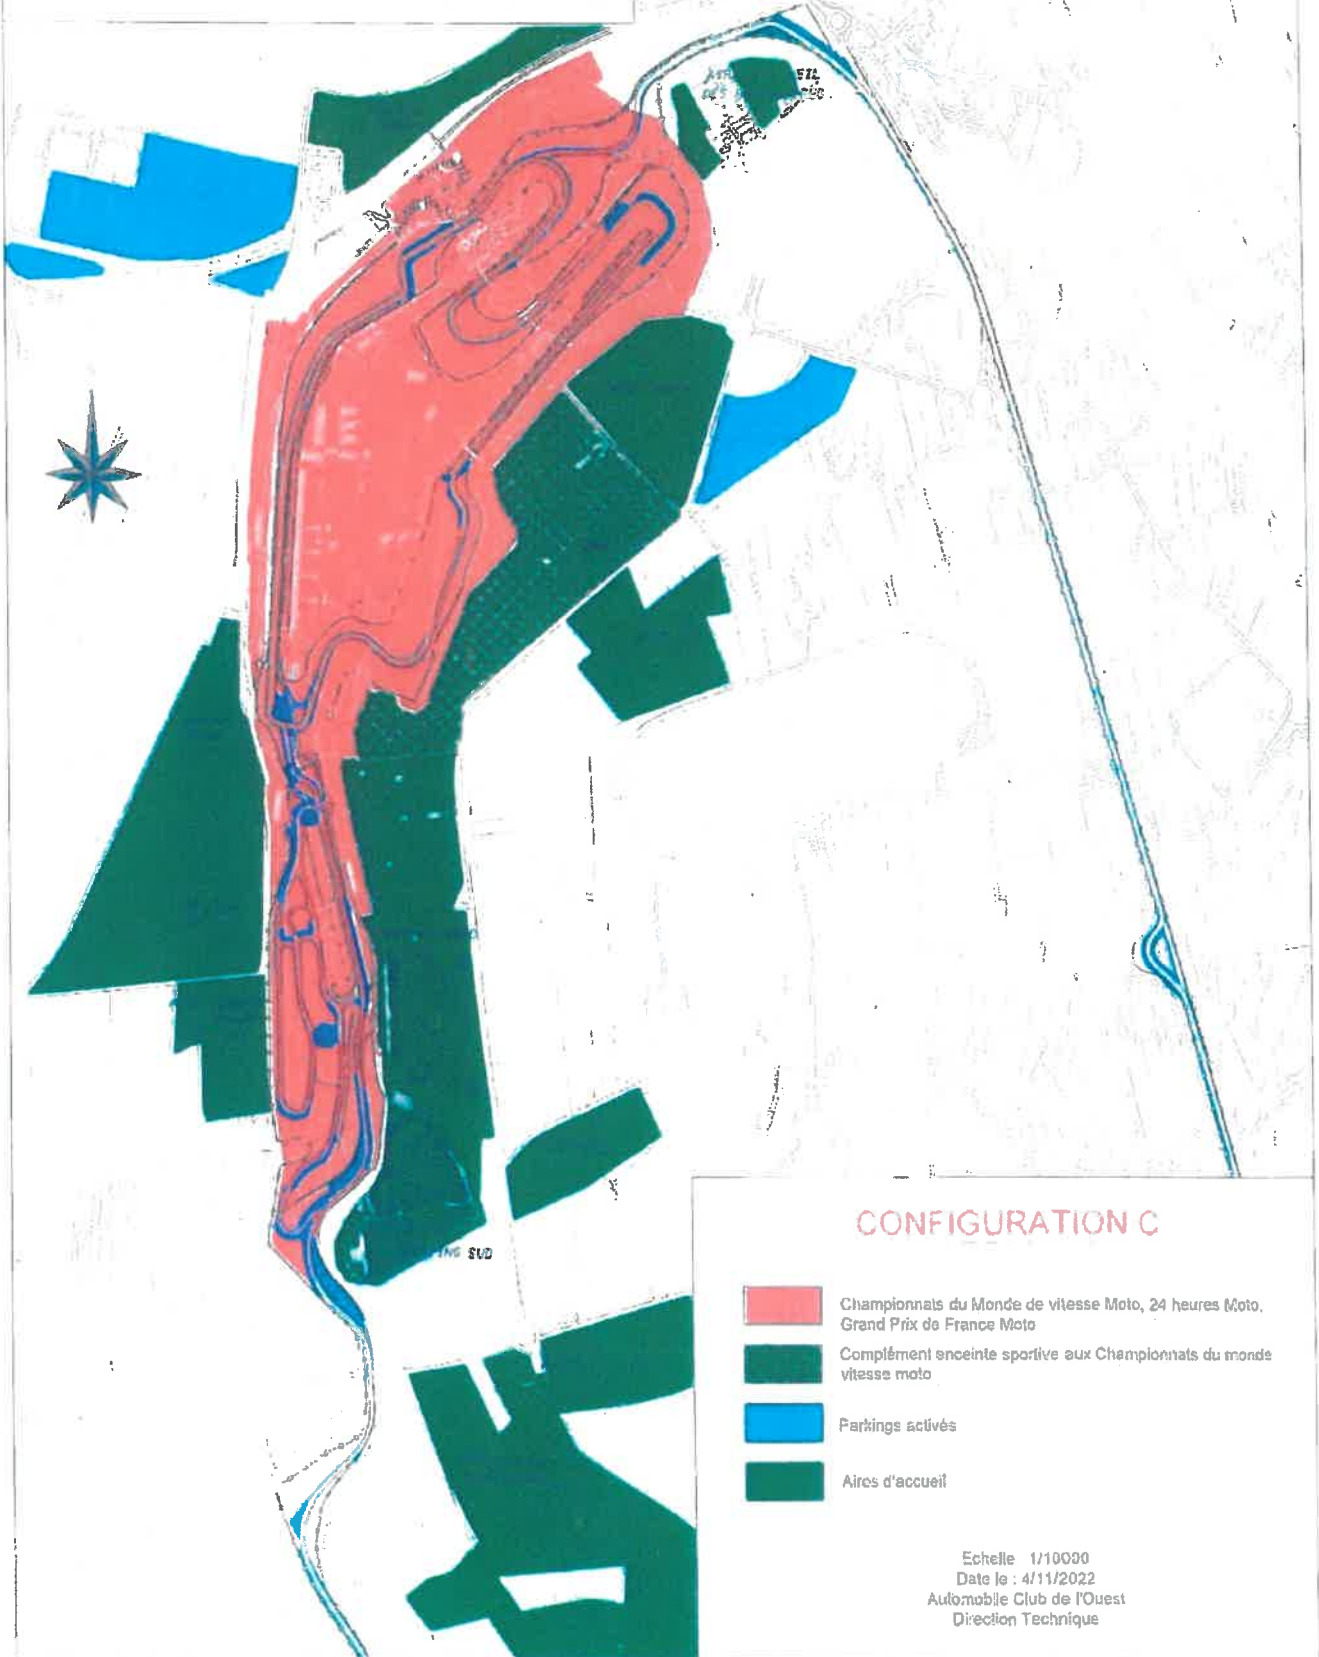 SUD
CONFIGURATION C
Championnats du Monde de vitesse Moto, 24 heures Moto,
Grand Prix de France Moto
Complément enceinte sportive aux Championnats du monde
vitesse moto
Parkings activés
Aires d'accueil
Echelle 1/10000
Date le : 4/11/2022
Automobile Club de l'Ouest
Direction Technique